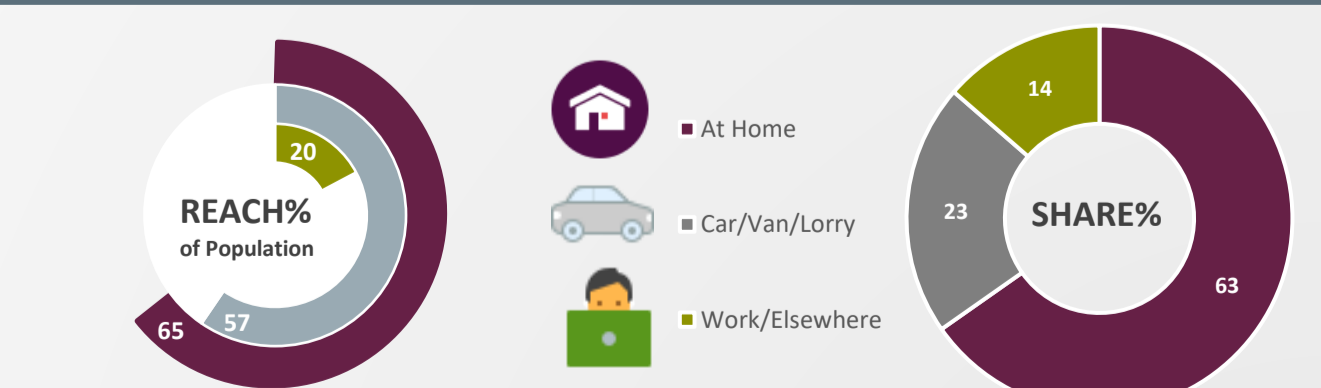 20
REACH%
of Population
65
57
At Home
Car/Van/Lorry
Work/Elsewhere
14
23
SHARE%
63